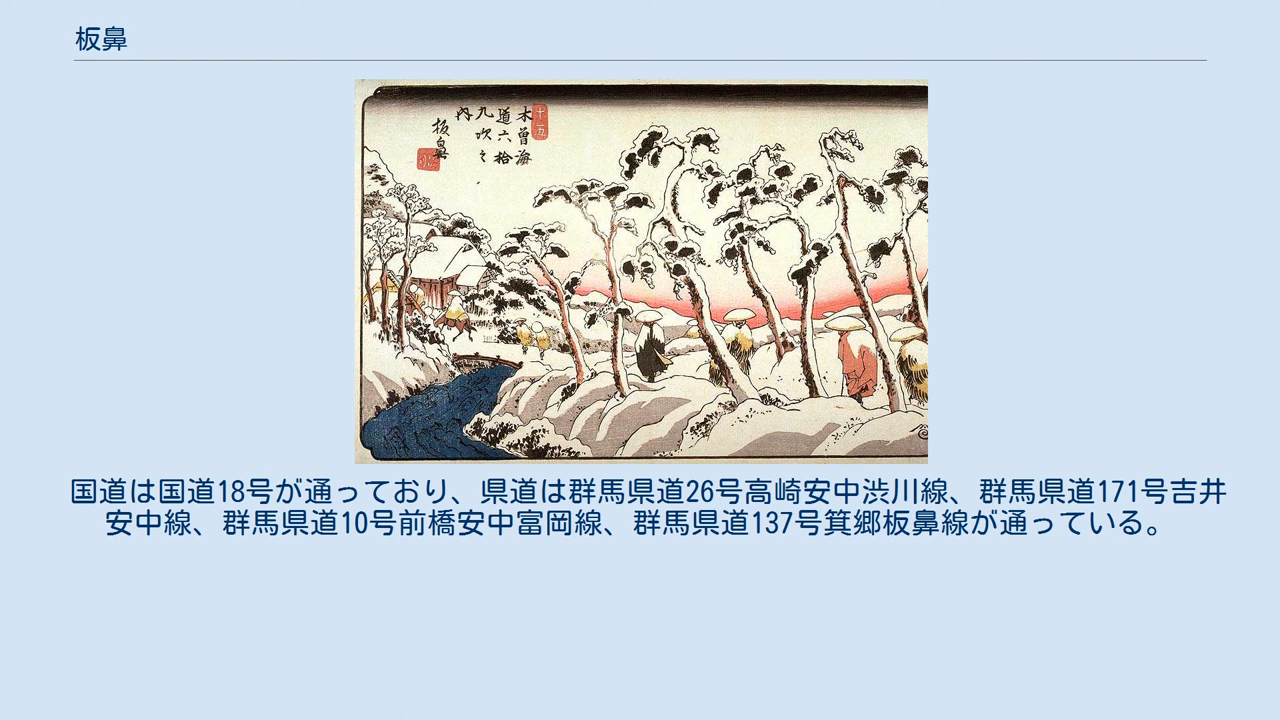 板鼻
十五
木曽海
道六拾
九次之
内
板鼻
国道は国道18号が通っており、県道は群馬県道26号高崎安中渋川線、群馬県道171号吉井
安中線、群馬県道10号前橋安中富岡線、群馬県道137号箕郷板鼻線が通っている。